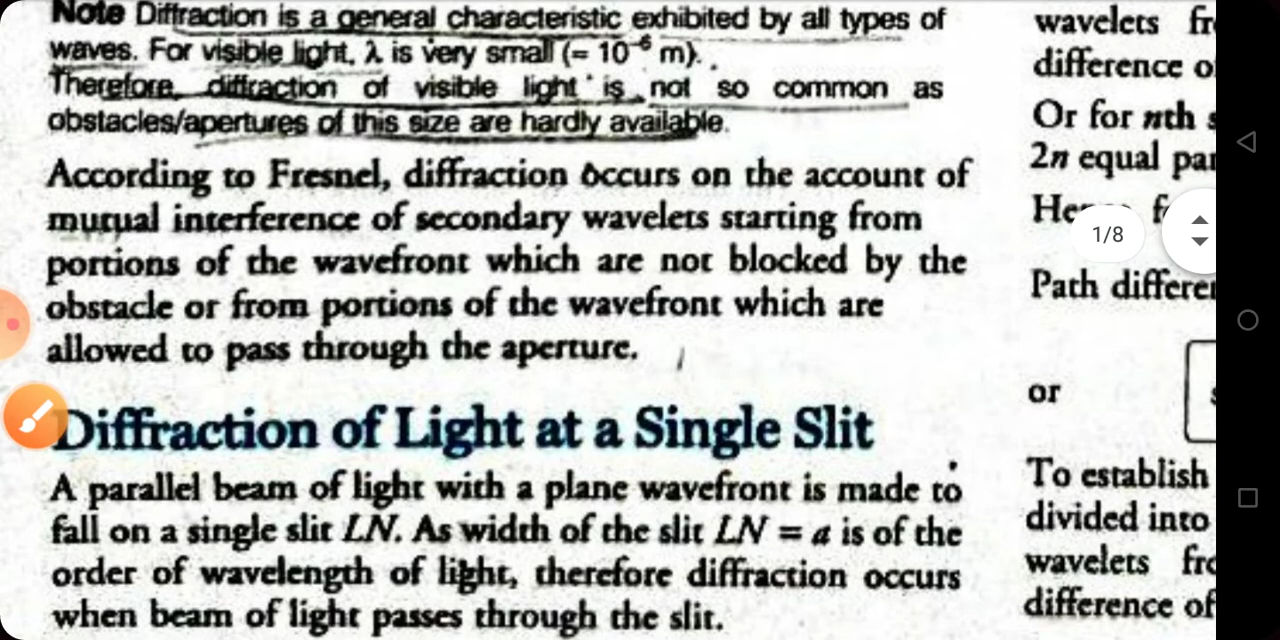 Note Diffraction is a general characteristic exhibited by all types of
waves. For visible light, λ is very small (= 10⁻⁶ m).
Therefore, diffraction of visible light is not so common as
obstacles/apertures of this size are hardly available.
According to Fresnel, diffraction occurs on the account of
mutual interference of secondary wavelets starting from
portions of the wavefront which are not blocked by the
obstacle or from portions of the wavefront which are
allowed to pass through the aperture.
Diffraction of Light at a Single Slit
A parallel beam of light with a plane wavefront is made to
fall on a single slit LN. As width of the slit LN = a is of the
order of wavelength of light, therefore diffraction occurs
when beam of light passes through the slit.
wavelets
difference
Or for nth
2n equal
1/8
Path
or
To establish
divided into
wavelets
difference of